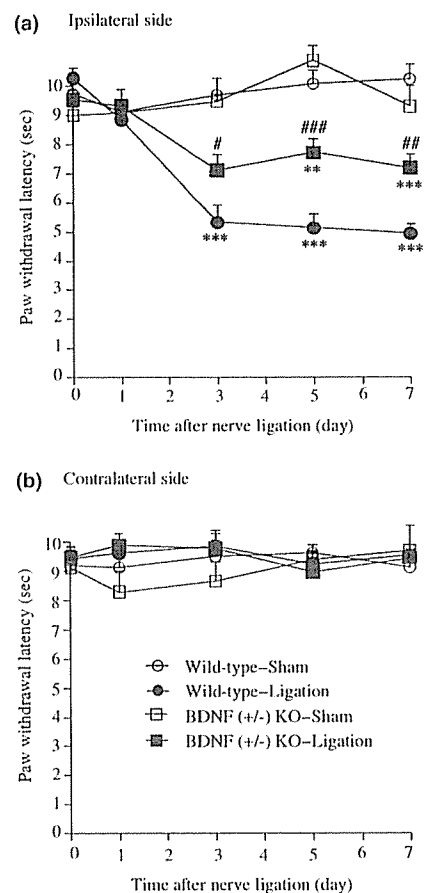 (a) Ipsilateral side
Paw withdrawal latency (sec)
10
9
8
7
6
5
4
3
2
1
0
# ### ##
** ***
*** *** ***
0 1 2 3 4 5 6 7
Time after nerve ligation (day)
(b) Contralateral side
Paw withdrawal latency (sec)
10
9
8
7
6
5
4
3
2
1
0
Wild-type–Sham
Wild-type–Ligation
BDNF (+/-) KO–Sham
BDNF (+/-) KO–Ligation
0 1 2 3 4 5 6 7
Time after nerve ligation (day)